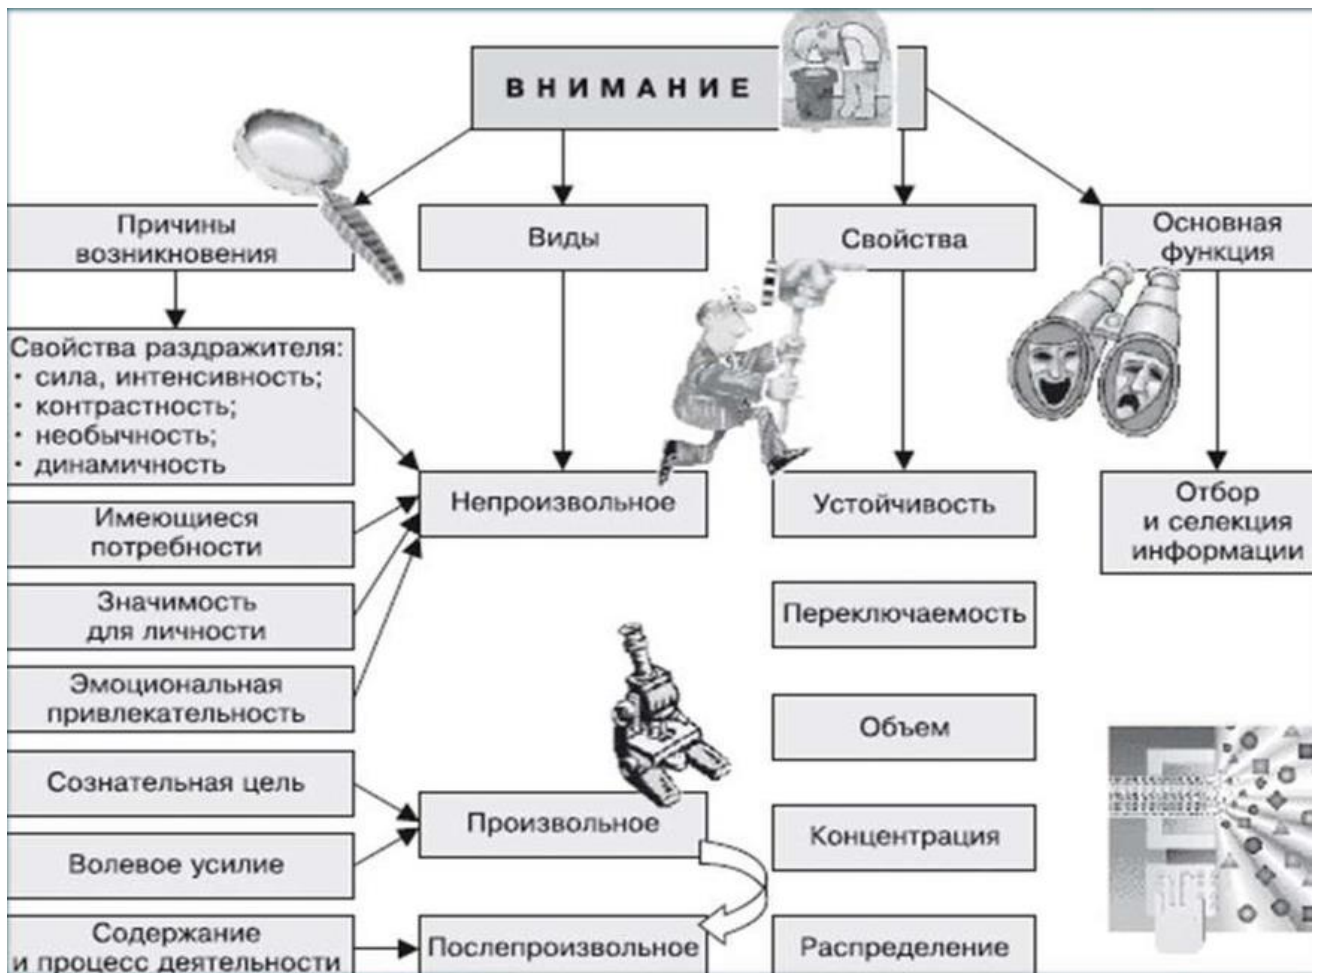 ВНИМАНИЕ
Причины
возникновения
Виды
Свойства
Основная
функция
Свойства раздражителя:
• сила, интенсивность;
• контрастность;
• необычность;
• динамичность
Имеющиеся
потребности
Значимость
для личности
Эмоциональная
привлекательность
Сознательная цель
Волевое усилие
Содержание
и процесс деятельности
Непроизвольное
Произвольное
Послепроизвольное
Устойчивость
Переключаемость
Объем
Концентрация
Распределение
Отбор
и селекция
информации